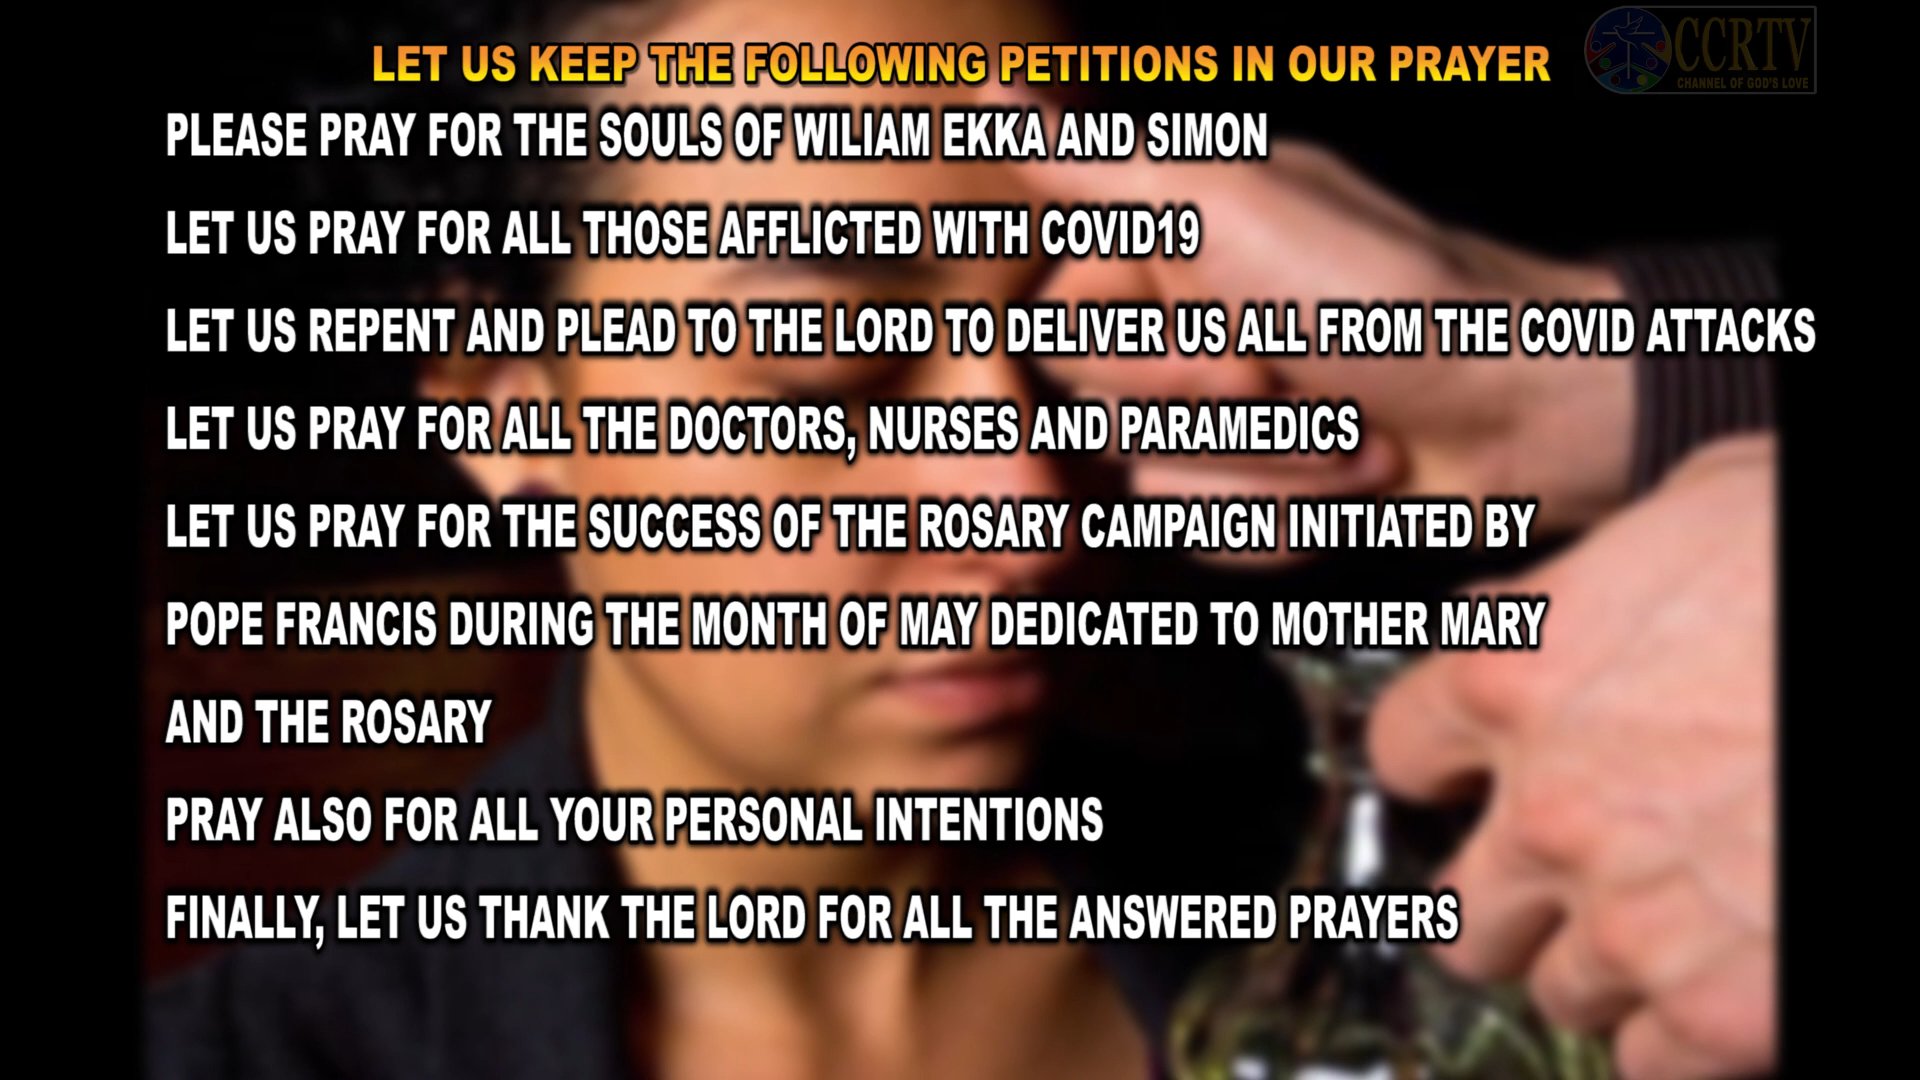 LET US KEEP THE FOLLOWING PETITIONS IN OUR PRAYER
CCRTV
CHANNEL OF GOD'S LOVE
PLEASE PRAY FOR THE SOULS OF WILIAM EKKA AND SIMON
LET US PRAY FOR ALL THOSE AFFLICTED WITH COVID19
LET US REPENT AND PLEAD TO THE LORD TO DELIVER US ALL FROM THE COVID ATTACKS
LET US PRAY FOR ALL THE DOCTORS, NURSES AND PARAMEDICS
LET US PRAY FOR THE SUCCESS OF THE ROSARY CAMPAIGN INITIATED BY
POPE FRANCIS DURING THE MONTH OF MAY DEDICATED TO MOTHER MARY
AND THE ROSARY
PRAY ALSO FOR ALL YOUR PERSONAL INTENTIONS
FINALLY, LET US THANK THE LORD FOR ALL THE ANSWERED PRAYERS